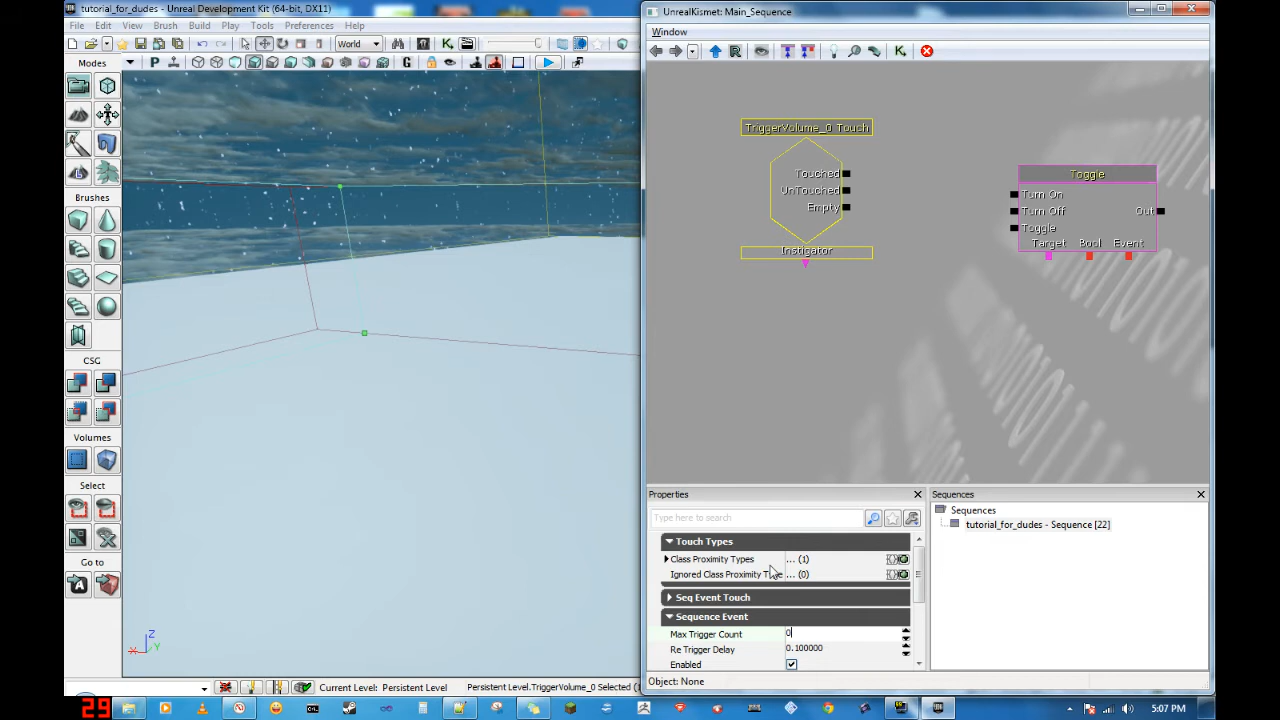 tutorial_for_dudes - Unreal Development Kit (64-bit, DX11)
File Edit View Brush Build Play Tools Preferences Help
World
Modes
Brushes
CSG
Volumes
Select
Go to
Z
X
Y
Current Level: Persistent Level
Persistent Level.TriggerVolume_0 Selected (
UnrealKismet: Main_Sequence
Window
TriggerVolume_0 Touch
Touched
UnTouched
Empty
Instigator
Toggle
Turn On
Turn Off
Out
Toggle
Target Bool Event
Properties
Type here to search
Touch Types
Class Proximity Types ... (1)
Ignored Class Proximity ... (0)
Seq Event Touch
Sequence Event
Max Trigger Count 0
Re Trigger Delay 0.100000
Enabled
Object: None
Sequences
Sequences
tutorial_for_dudes - Sequence [22]
29
5:07 PM